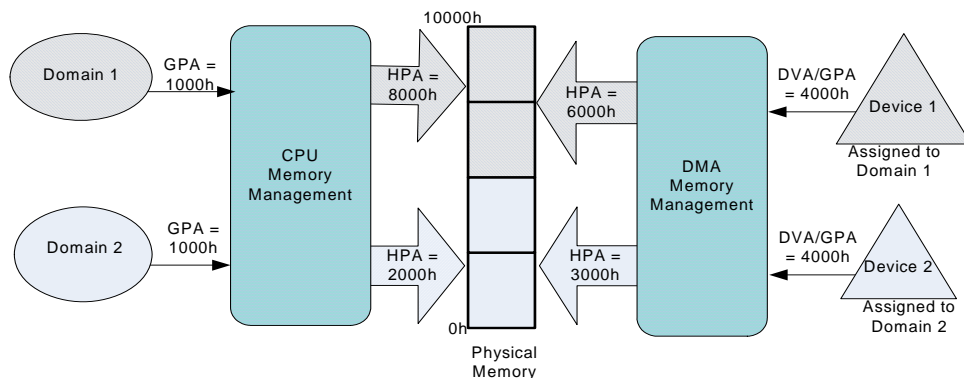 10000h
Domain 1
GPA =
1000h
HPA =
8000h
HPA =
6000h
DVA/GPA
= 4000h
Device 1
Assigned to
Domain 1
CPU
Memory
Management
DMA
Memory
Management
Domain 2
GPA =
1000h
HPA =
2000h
HPA =
3000h
DVA/GPA
= 4000h
Device 2
Assigned to
Domain 2
0h
Physical
Memory